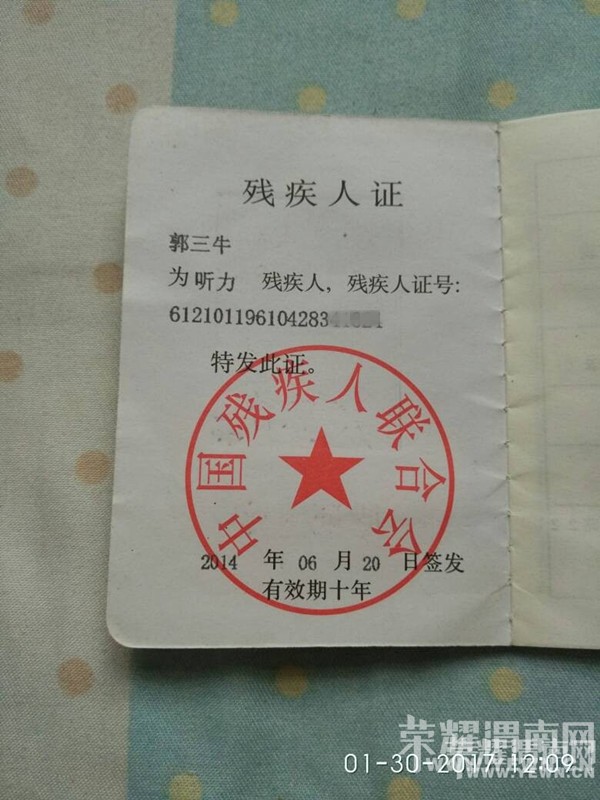 残疾人证
郭三牛
为 听力 残疾人，残疾人证号：
612101196104283
特发此证。
中国残疾人联合会
2014 年 06 月 20 日签发
有效期十年
荣耀渭南网
01-30-2017 12:09